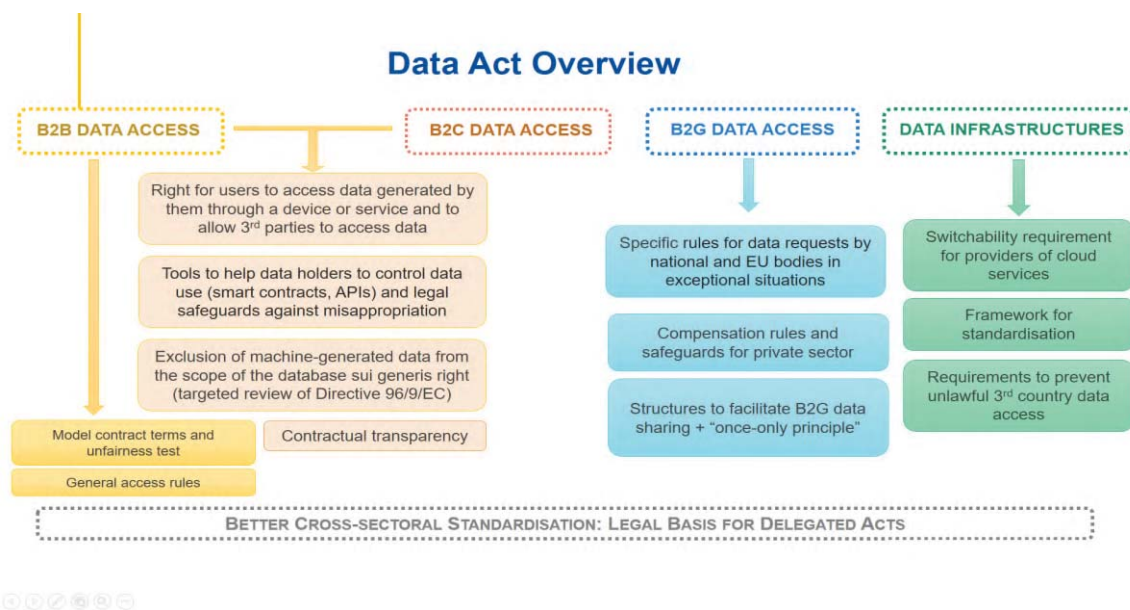 Data Act Overview
B2B DATA ACCESS
B2C DATA ACCESS
B2G DATA ACCESS
DATA INFRASTRUCTURES
Right for users to access data generated by
them through a device or service and to
allow 3rd parties to access data
Tools to help data holders to control data
use (smart contracts, APIs) and legal
safeguards against misappropriation
Exclusion of machine-generated data from
the scope of the database sui generis right
(targeted review of Directive 96/9/EC)
Contractual transparency
Model contract terms and
unfairness test
General access rules
Specific rules for data requests by
national and EU bodies in
exceptional situations
Compensation rules and
safeguards for private sector
Structures to facilitate B2G data
sharing + “once-only principle”
Switchability requirement
for providers of cloud
services
Framework for
standardisation
Requirements to prevent
unlawful 3rd country data
access
BETTER CROSS-SECTORAL STANDARDISATION: LEGAL BASIS FOR DELEGATED ACTS